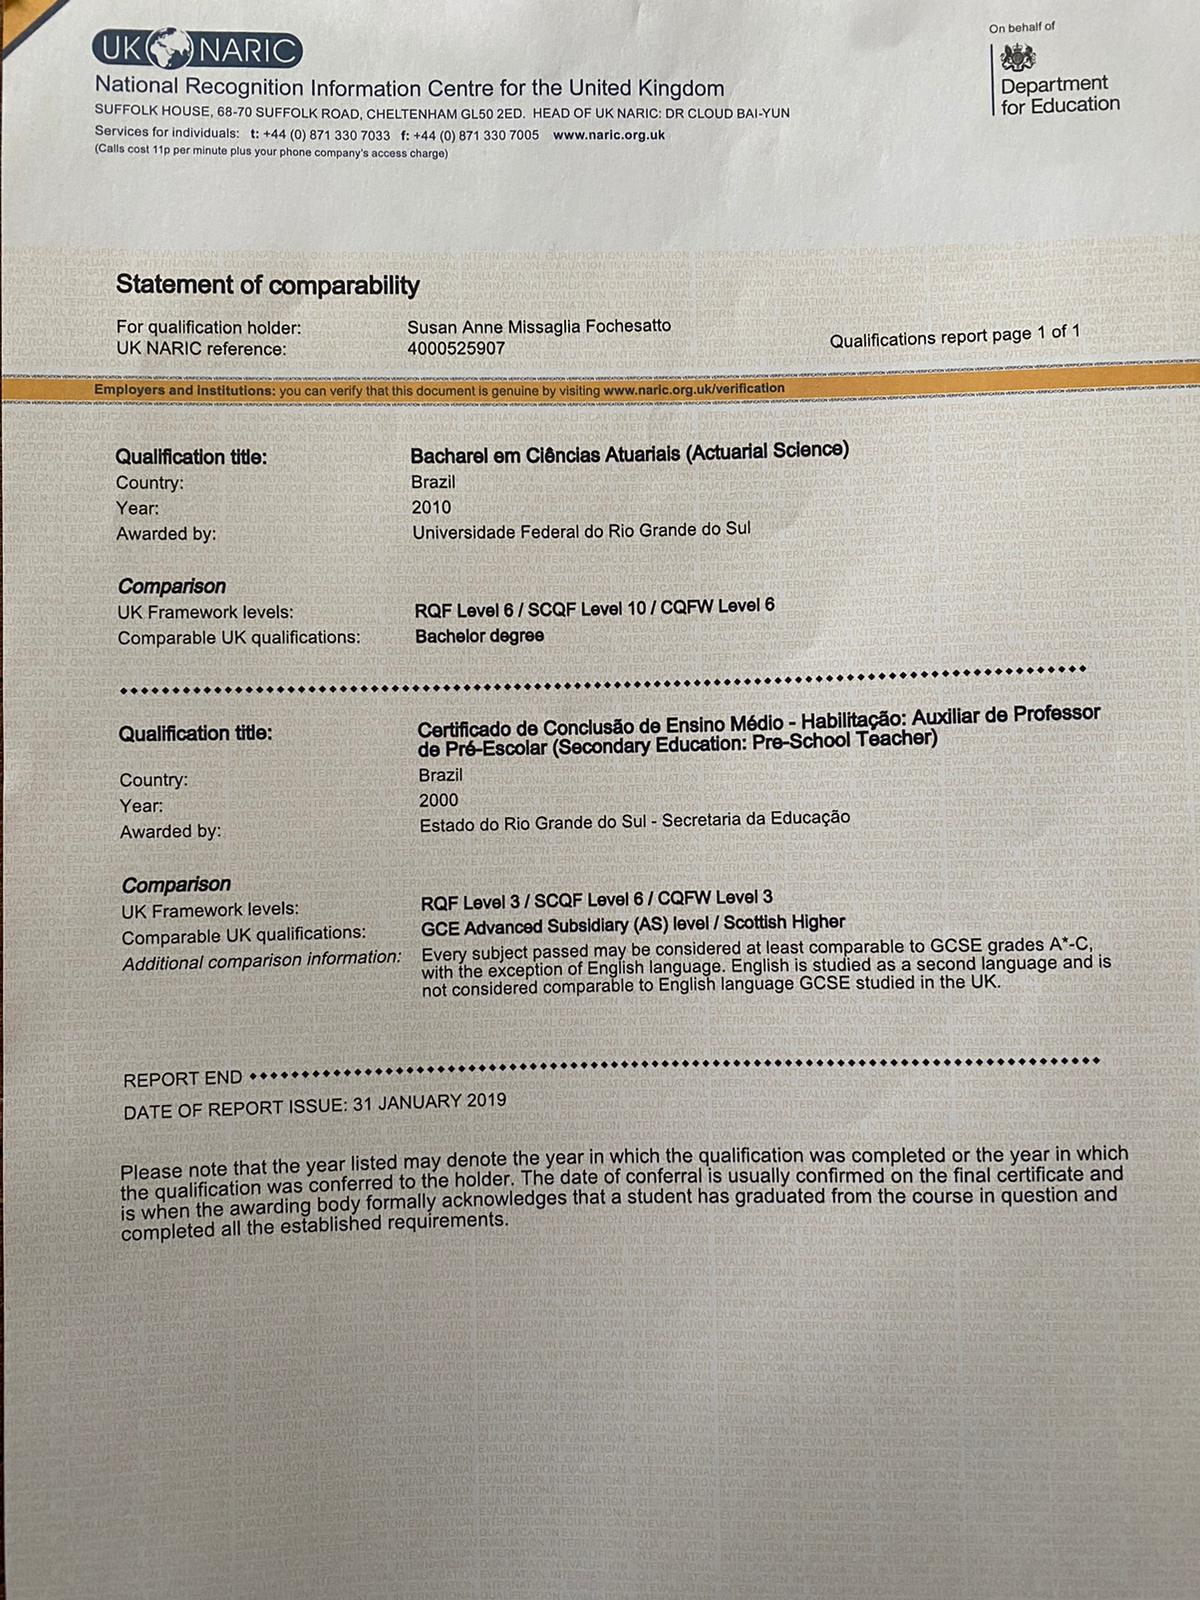 UK NARIC
On behalf of
Department
for Education
National Recognition Information Centre for the United Kingdom
SUFFOLK HOUSE, 68-70 SUFFOLK ROAD, CHELTENHAM GL50 2ED. HEAD OF UK NARIC: DR CLOUD BAI-YUN
Services for individuals: t: +44 (0) 871 330 7033 f: +44 (0) 871 330 7005 www.naric.org.uk
(Calls cost 11p per minute plus your phone company's access charge)
Statement of comparability
For qualification holder: Susan Anne Missaglia Fochesatto
UK NARIC reference: 4000525907
Qualifications report page 1 of 1
Employers and Institutions: you can verify that this document is genuine by visiting www.naric.org.uk/verification
Qualification title: Bacharel em Ciências Atuariais (Actuarial Science)
Country: Brazil
Year: 2010
Awarded by: Universidade Federal do Rio Grande do Sul
Comparison
UK Framework levels: RQF Level 6 / SCQF Level 10 / CQFW Level 6
Comparable UK qualifications: Bachelor degree
Qualification title: Certificado de Conclusão de Ensino Médio - Habilitação: Auxiliar de Professor
de Pré-Escolar (Secondary Education: Pre-School Teacher)
Country: Brazil
Year: 2000
Awarded by: Estado do Rio Grande do Sul - Secretaria da Educação
Comparison
UK Framework levels: RQF Level 3 / SCQF Level 6 / CQFW Level 3
Comparable UK qualifications: GCE Advanced Subsidiary (AS) level / Scottish Higher
Additional comparison information: Every subject passed may be considered at least comparable to GCSE grades A*-C,
with the exception of English language. English is studied as a second language and is
not considered comparable to English language GCSE studied in the UK.
REPORT END
DATE OF REPORT ISSUE: 31 JANUARY 2019
Please note that the year listed may denote the year in which the qualification was completed or the year in which
the qualification was conferred to the holder. The date of conferral is usually confirmed on the final certificate and
is when the awarding body formally acknowledges that a student has graduated from the course in question and
completed all the established requirements.